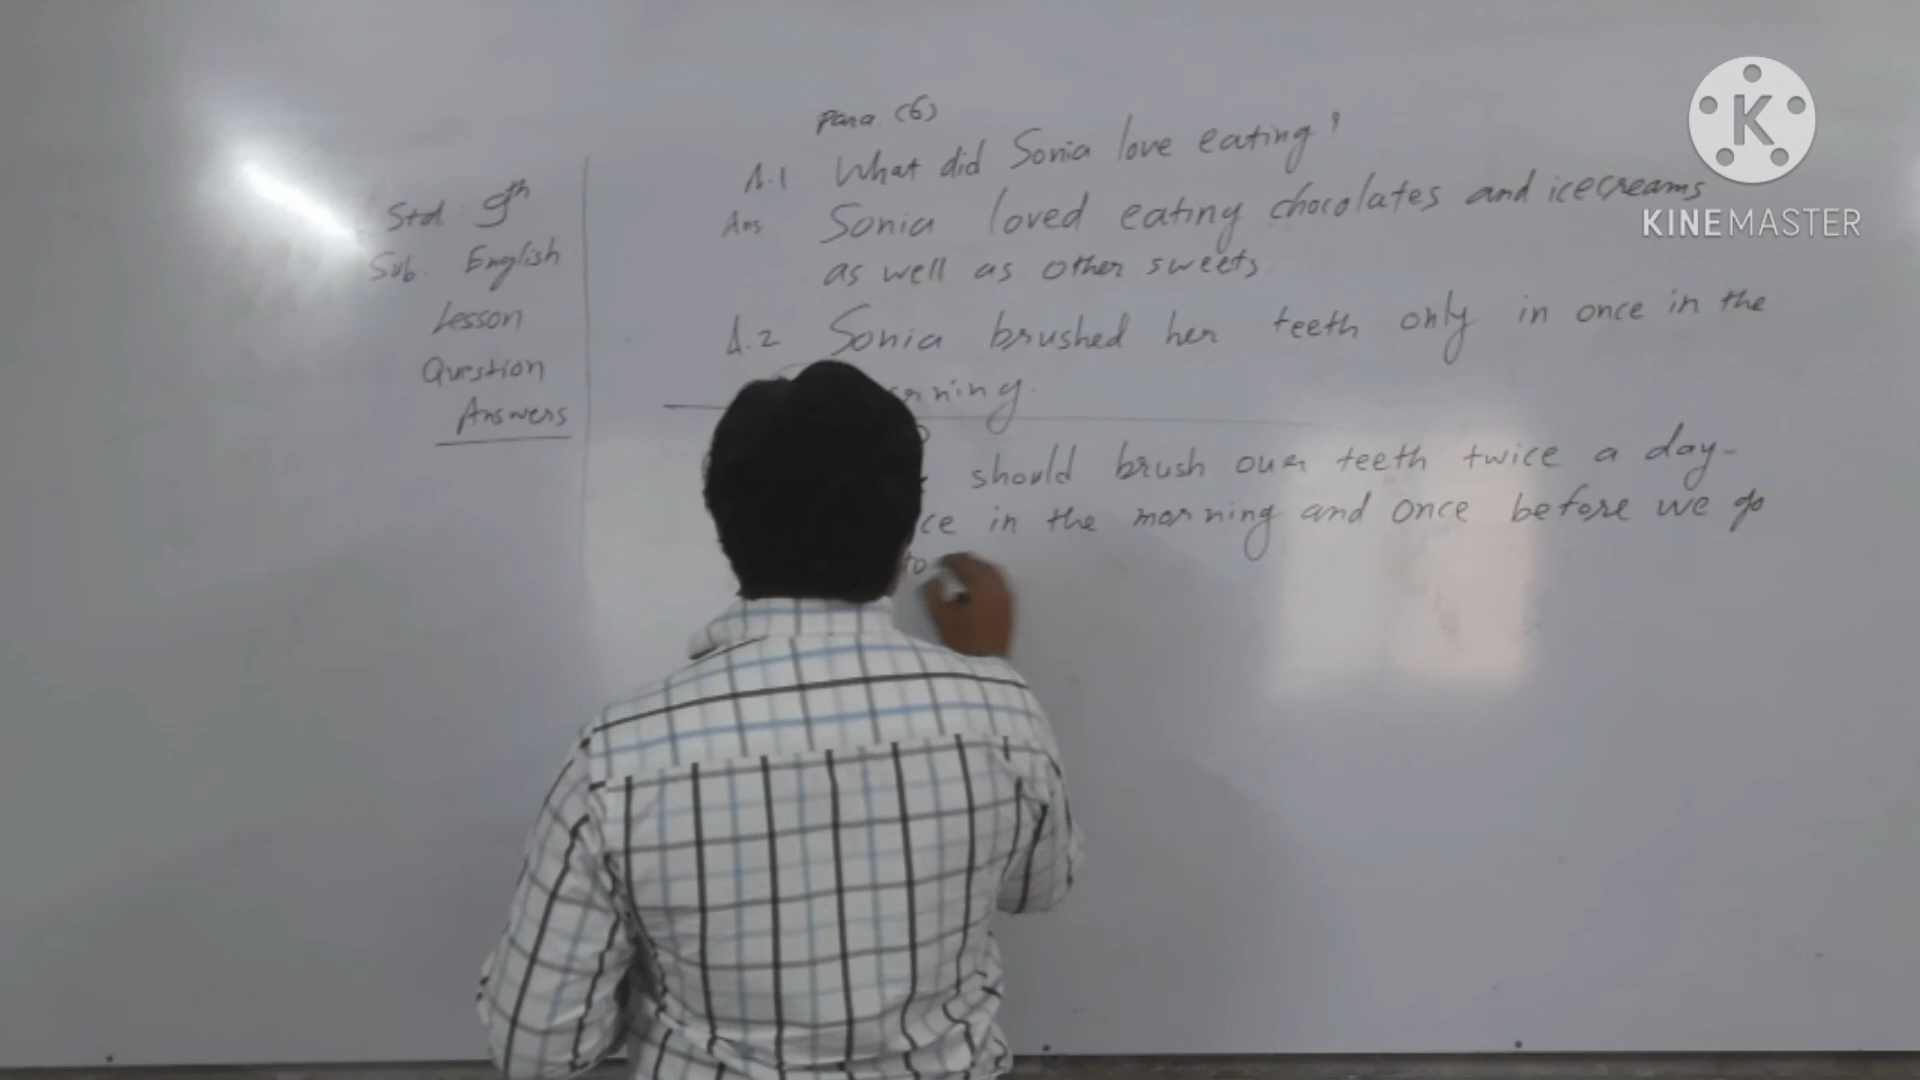 Std 9th
Sub English
Lesson
Question
Answers
Para (6)
A.1 What did Sonia love eating?
Ans Sonia loved eating chocolates and icecreams
as well as other sweets
A.2 Sonia brushed her teeth only in once in the
should brush our teeth twice a day-
in the morning and once before we go
to
K
KINEMASTER